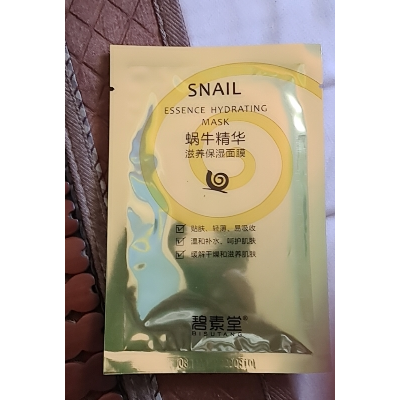 SNAIL
ESSENCE HYDRATING
MASK
蜗牛精华
滋养保湿面膜
贴肤、轻薄、易吸收
温和补水、呵护肌肤
缓解干燥和滋养肌肤
碧素堂®
BISUTANG